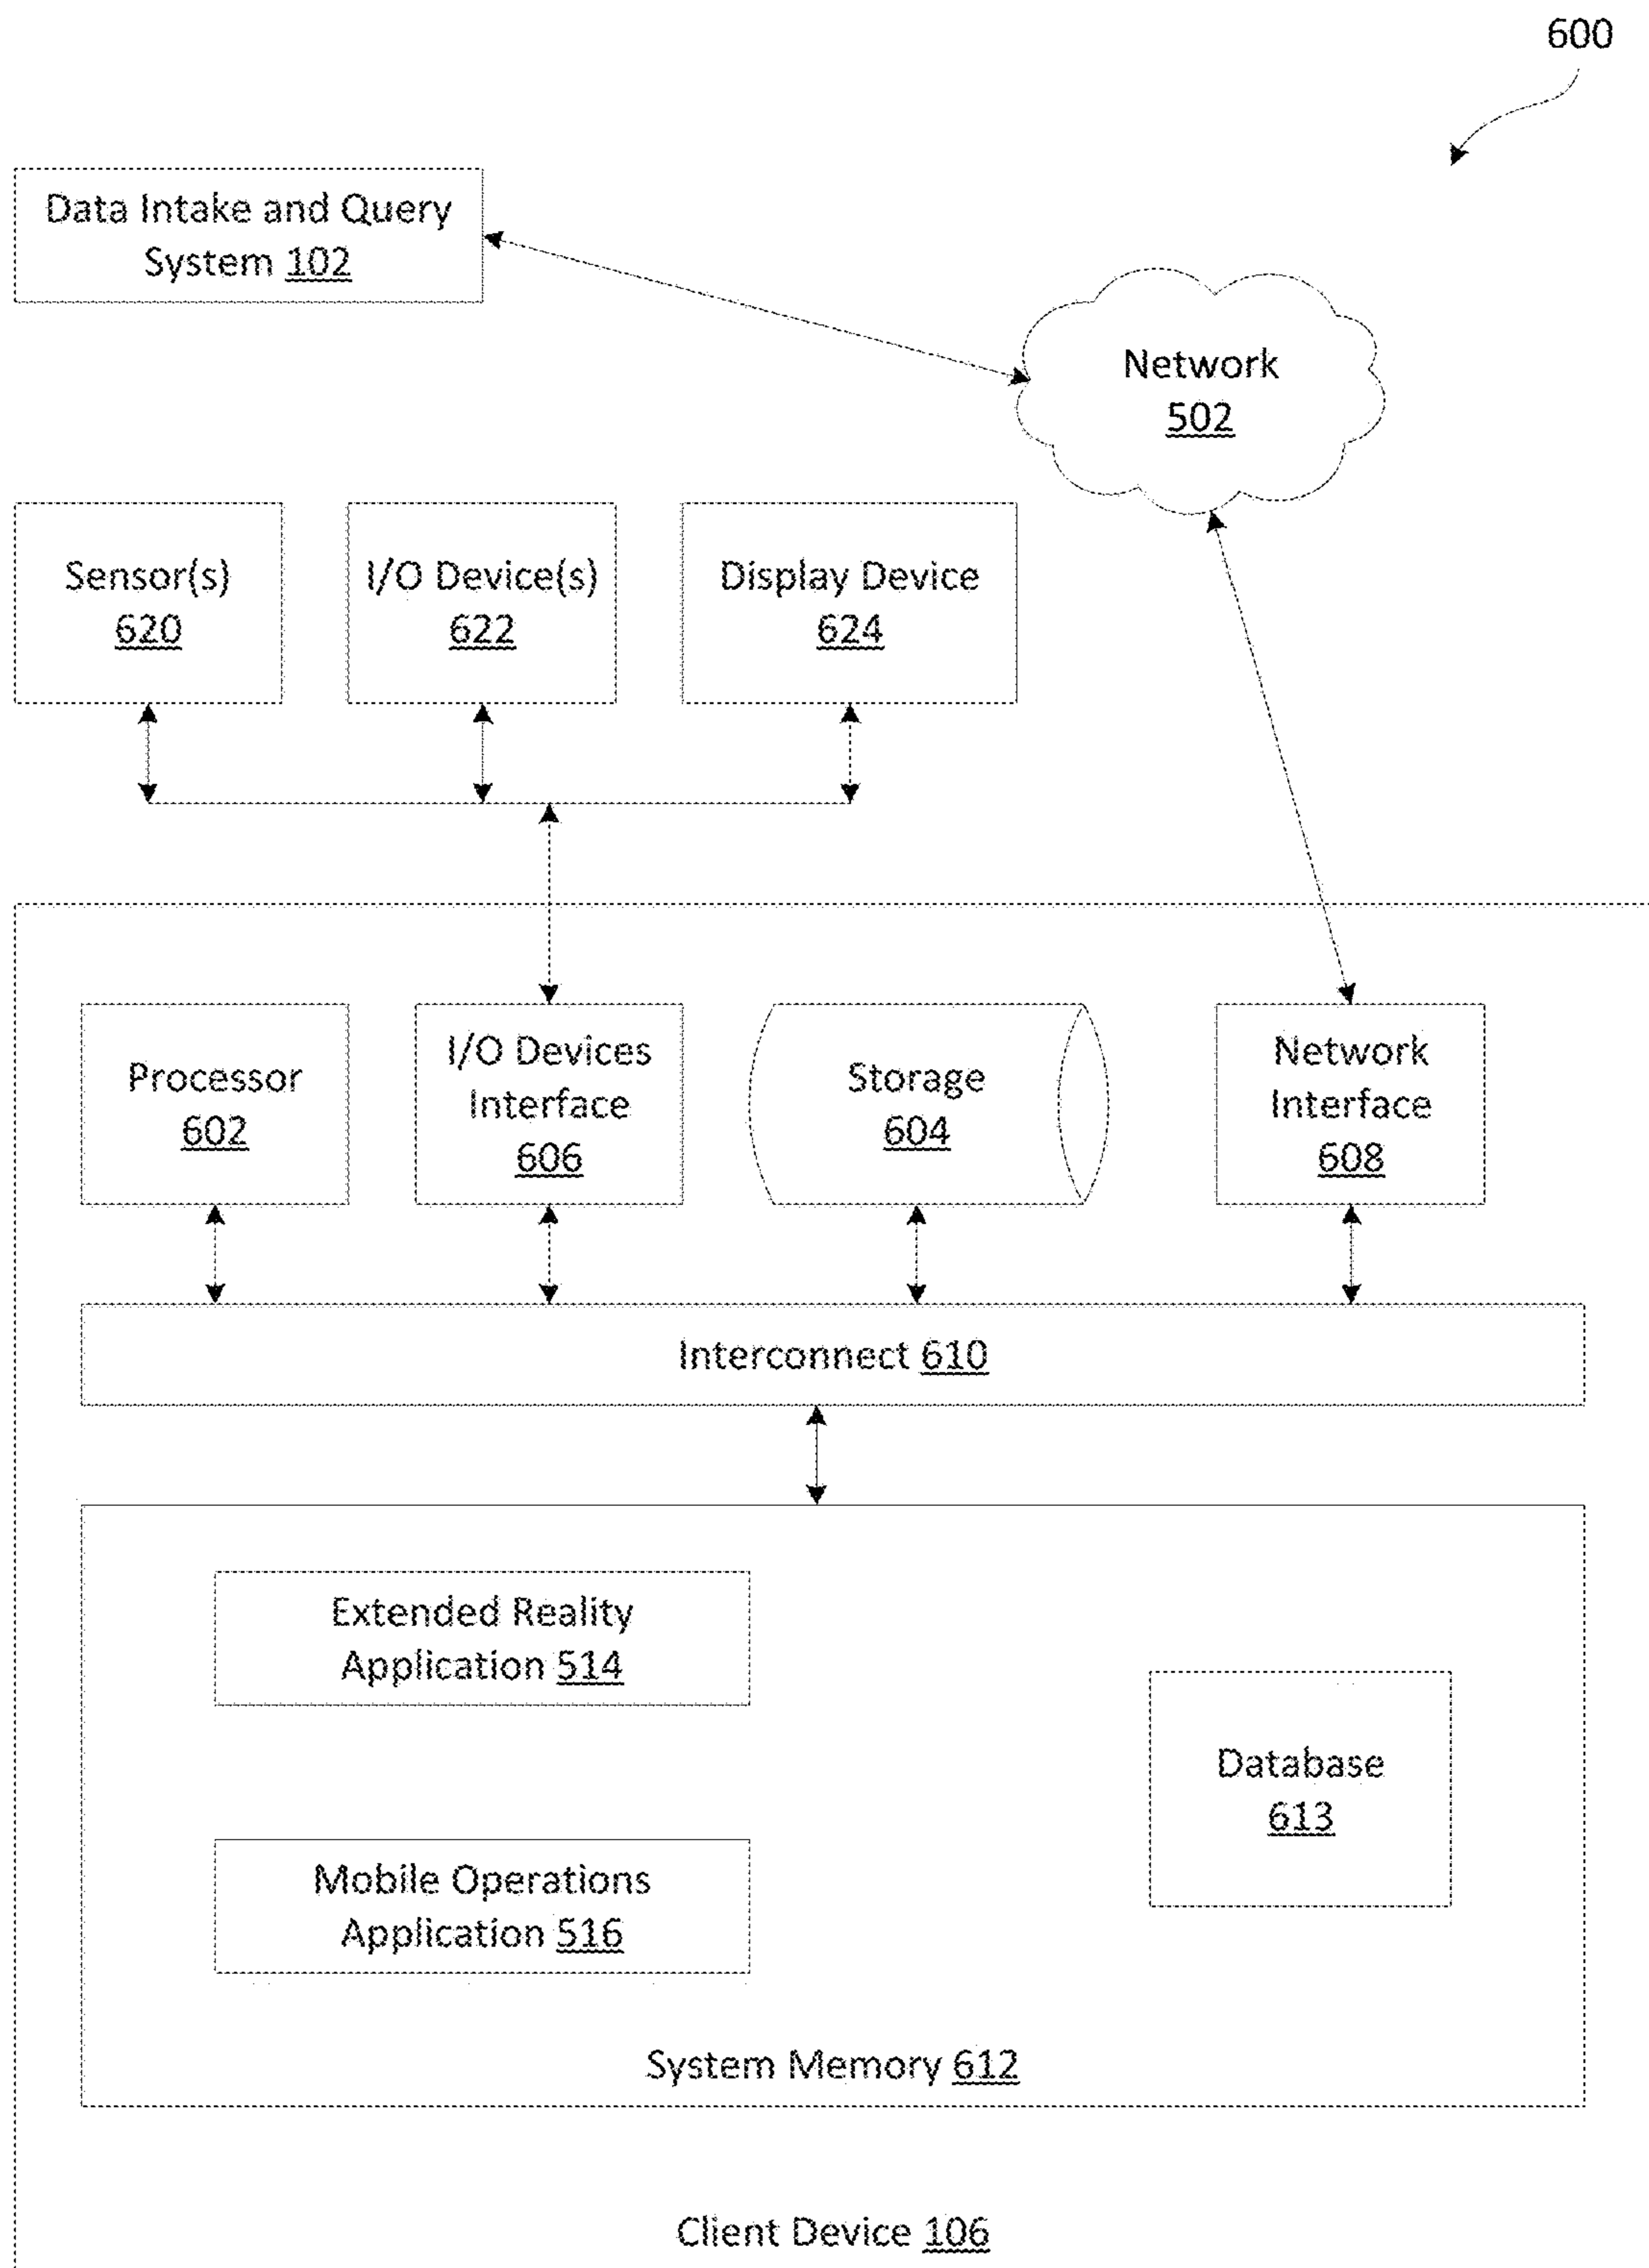 600
Data Intake and Query
System 102
Network
502
Sensor(s)
620
I/O Device(s)
622
Display Device
624
Processor
602
I/O Devices
Interface
606
Storage
604
Network
Interface
608
Interconnect 610
Extended Reality
Application 514
Database
613
Mobile Operations
Application 516
System Memory 612
Client Device 106